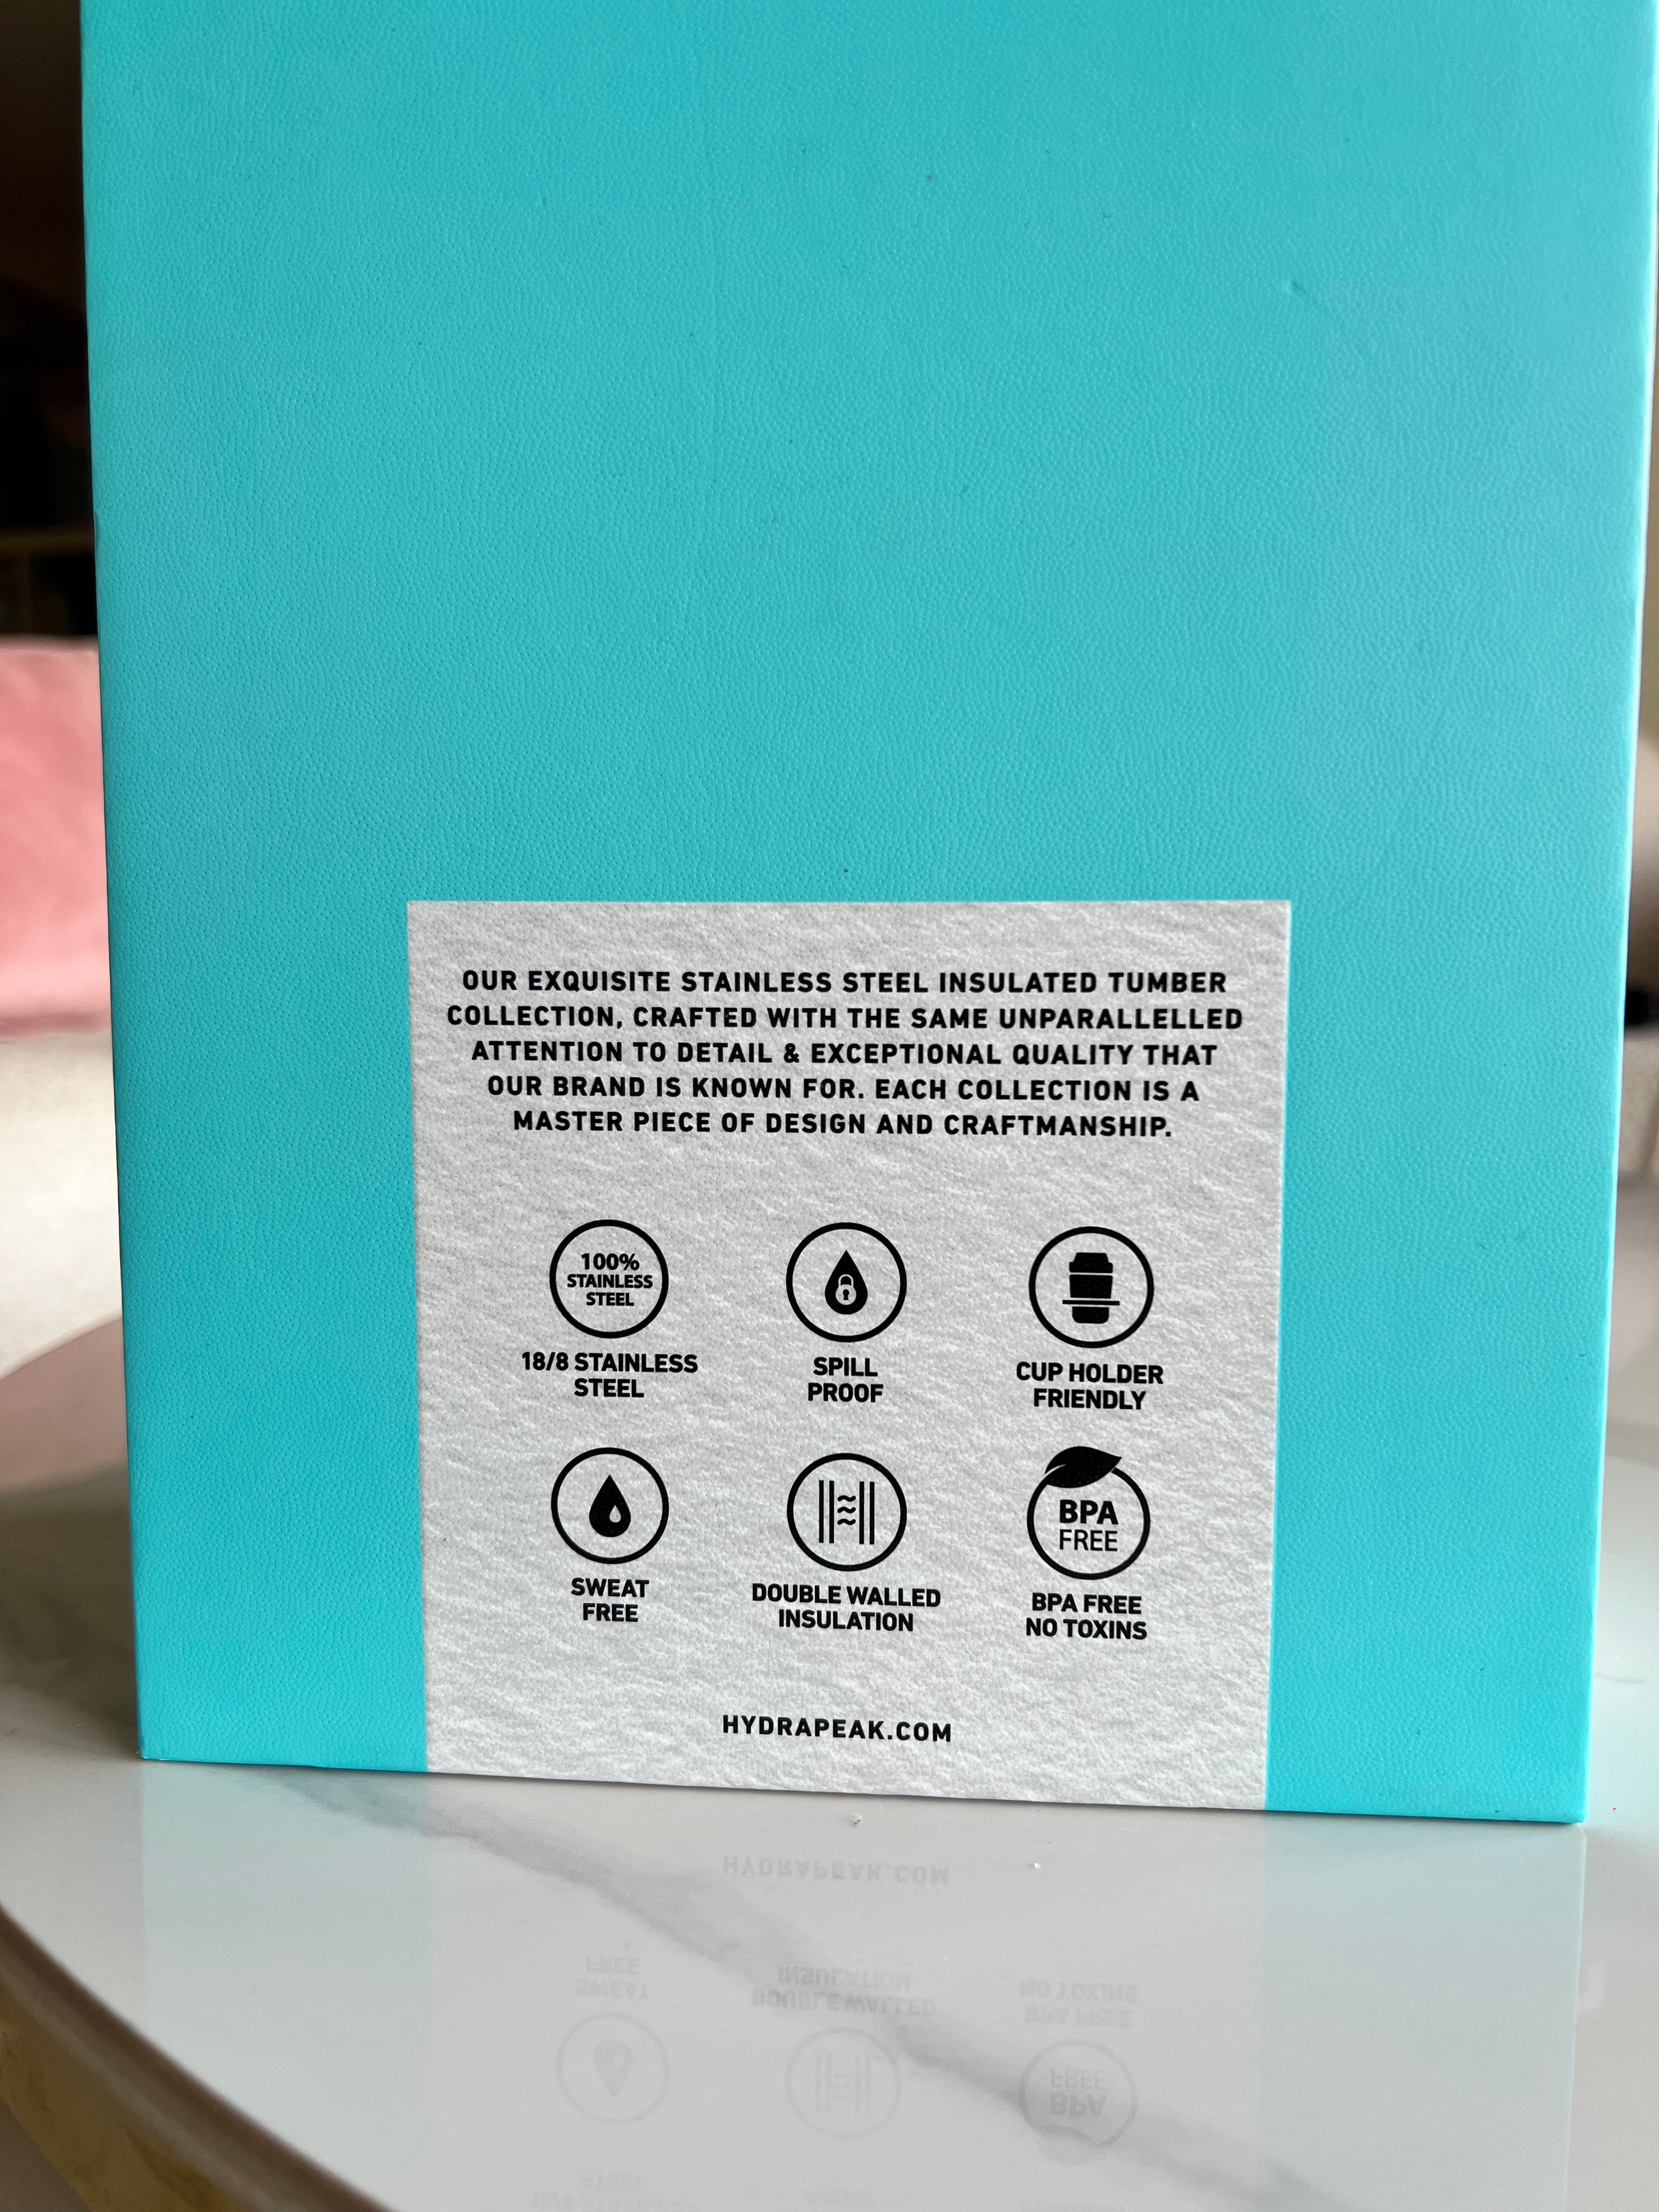 OUR EXQUISITE STAINLESS STEEL INSULATED TUMBER
COLLECTION, CRAFTED WITH THE SAME UNPARALLELLED
ATTENTION TO DETAIL & EXCEPTIONAL QUALITY THAT
OUR BRAND IS KNOWN FOR. EACH COLLECTION IS A
MASTER PIECE OF DESIGN AND CRAFTMANSHIP.
100%
STAINLESS
STEEL
18/8 STAINLESS
STEEL
SPILL
PROOF
CUP HOLDER
FRIENDLY
SWEAT
FREE
DOUBLE WALLED
INSULATION
BPA
FREE
BPA FREE
NO TOXINS
HYDRAPEAK.COM